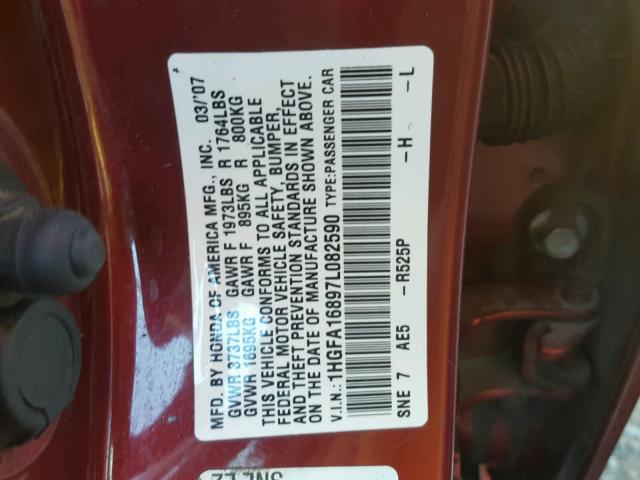 MFD. BY HONDA OF AMERICA MFG., INC. 03/'07
GVWR 3737LBS GAWR F 1973LBS R 1764LBS
GVWR 1695KG GAWR F 895KG R 800KG
THIS VEHICLE CONFORMS TO ALL APPLICABLE
FEDERAL MOTOR VEHICLE SAFETY, BUMPER,
AND THEFT PREVENTION STANDARDS IN EFFECT
ON THE DATE OF MANUFACTURE SHOWN ABOVE.
V.I.N.:1HGFA16897L082590 TYPE:PASSENGER CAR
SNE 7 AE5 -R525P -H -L